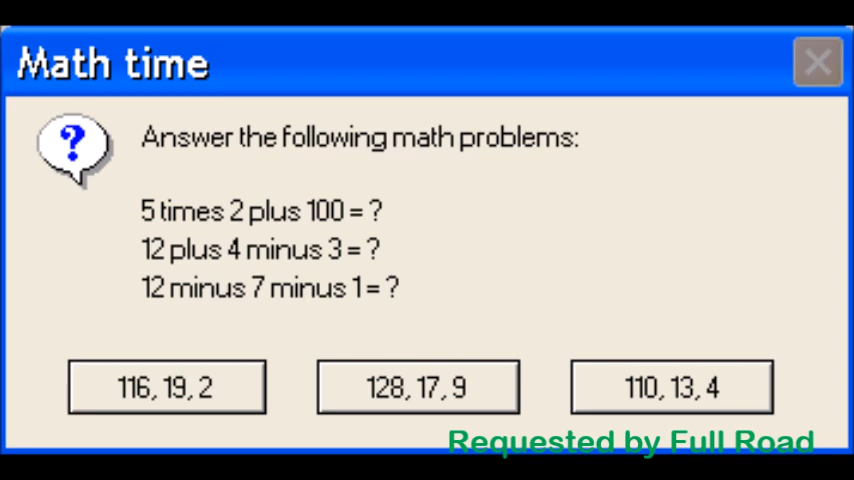 Math time
Answer the following math problems:
5 times 2 plus 100 = ?
12 plus 4 minus 3 = ?
12 minus 7 minus 1 = ?
116, 19, 2
128, 17, 9
110, 13, 4
Requested by Full Road